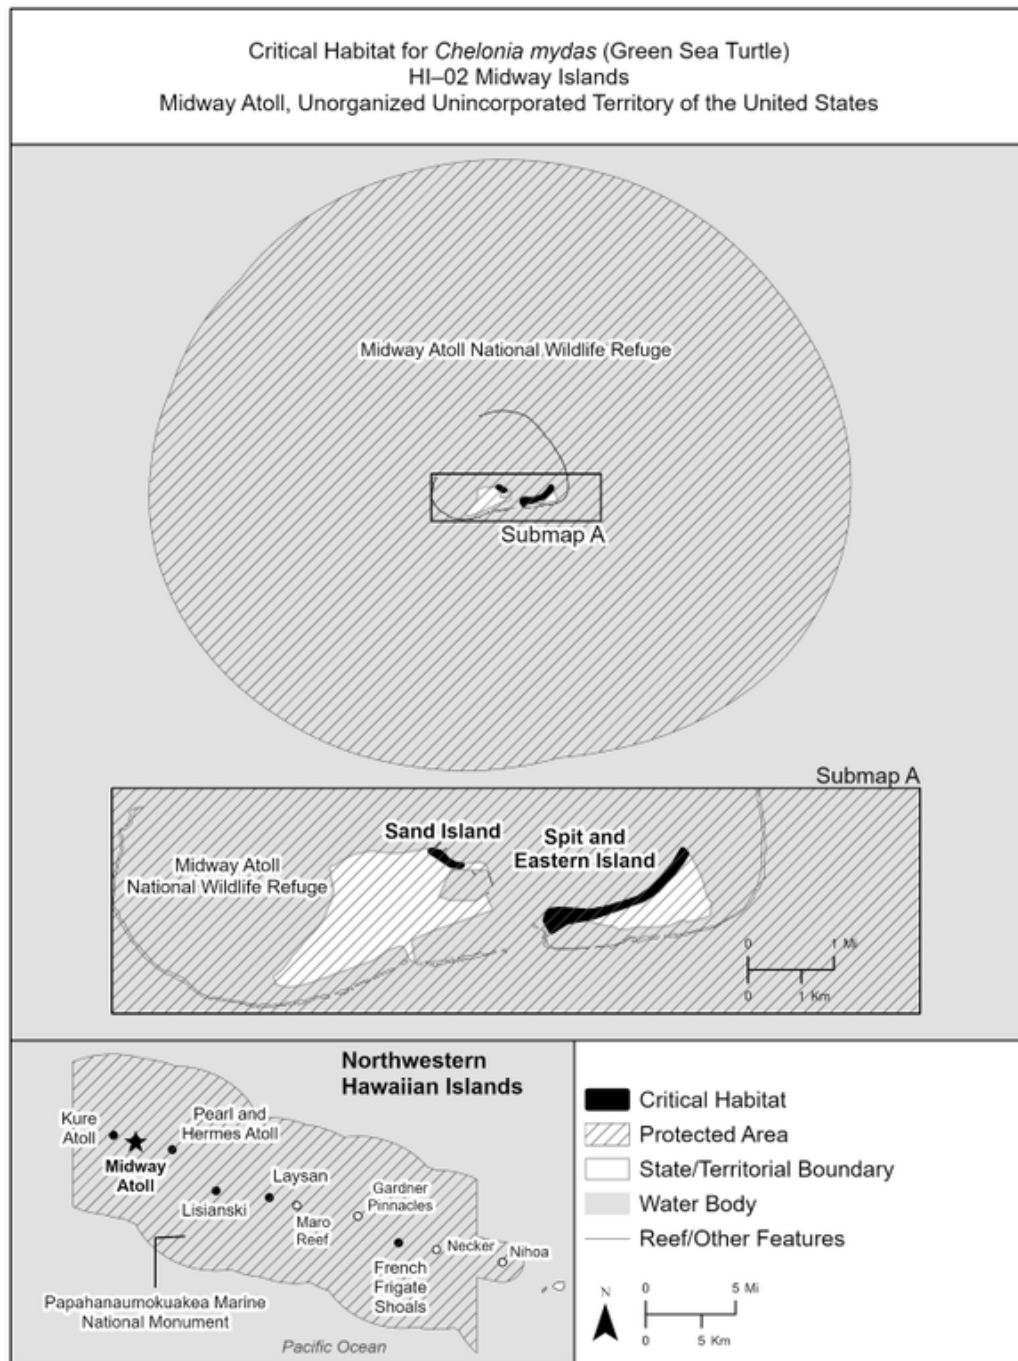 Critical Habitat for Chelonia mydas (Green Sea Turtle)
HI–02 Midway Islands
Midway Atoll, Unorganized Unincorporated Territory of the United States
Midway Atoll National Wildlife Refuge
Submap A
Submap A
Sand Island
Spit and
Eastern Island
Midway Atoll
National Wildlife Refuge
0 1 Mi
0 1 Km
Northwestern
Hawaiian Islands
Kure
Atoll
Midway
Atoll
Pearl and
Hermes Atoll
Lisianski
Laysan
Maro
Reef
Gardner
Pinnacles
French
Frigate
Shoals
Necker
Nihoa
Papahanaumokuakea Marine
National Monument
Pacific Ocean
Critical Habitat
Protected Area
State/Territorial Boundary
Water Body
Reef/Other Features
N
0 5 Mi
0 5 Km